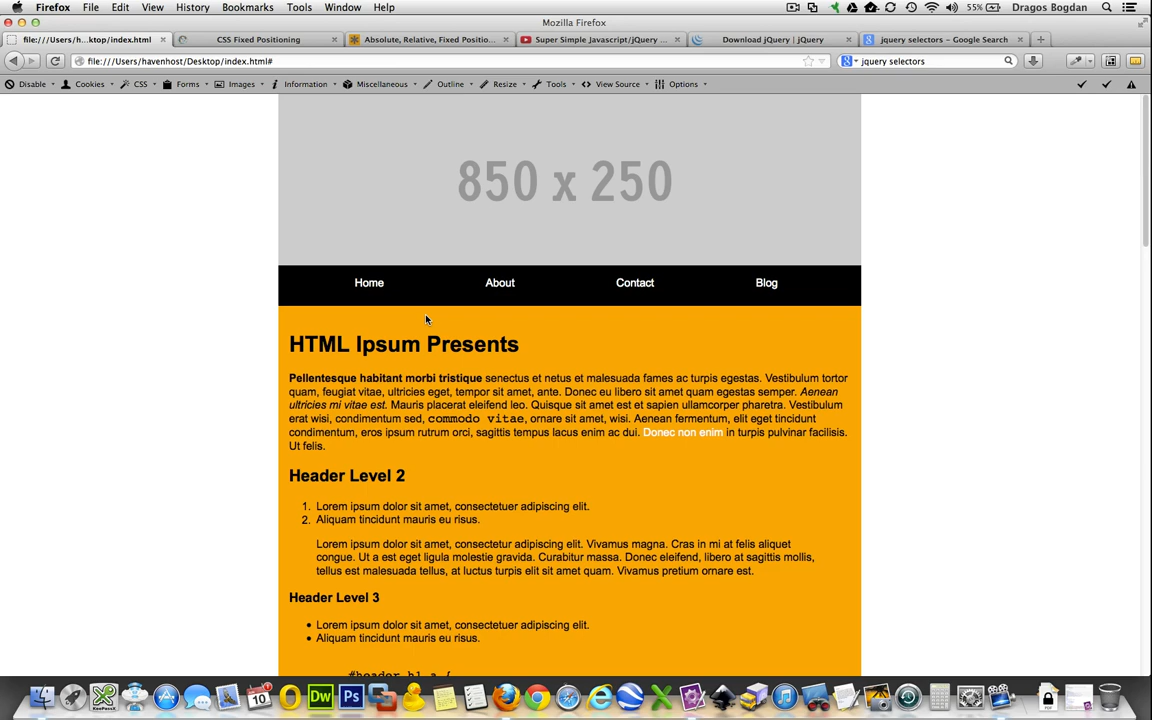 Firefox File Edit View History Bookmarks Tools Window Help 55% Dragos Bogdan
Mozilla Firefox
file:///Users/h...ktop/index.html CSS Fixed Positioning Absolute, Relative, Fixed Positio... Super Simple Javascript/jQuery ... Download jQuery | jQuery jquery selectors - Google Search
file:///Users/havenhost/Desktop/index.html# jquery selectors
Disable Cookies CSS Forms Images Information Miscellaneous Outline Resize Tools View Source Options
850 x 250
Home About Contact Blog
HTML Ipsum Presents
Pellentesque habitant morbi tristique senectus et netus et malesuada fames ac turpis egestas. Vestibulum tortor
quam, feugiat vitae, ultricies eget, tempor sit amet, ante. Donec eu libero sit amet quam egestas semper. Aenean
ultricies mi vitae est. Mauris placerat eleifend leo. Quisque sit amet est et sapien ullamcorper pharetra. Vestibulum
erat wisi, condimentum sed, commodo vitae, ornare sit amet, wisi. Aenean fermentum, elit eget tincidunt
condimentum, eros ipsum rutrum orci, sagittis tempus lacus enim ac dui. Donec non enim in turpis pulvinar facilisis.
Ut felis.
Header Level 2
1. Lorem ipsum dolor sit amet, consectetuer adipiscing elit.
2. Aliquam tincidunt mauris eu risus.
Lorem ipsum dolor sit amet, consectetur adipiscing elit. Vivamus magna. Cras in mi at felis aliquet
congue. Ut a est eget ligula molestie gravida. Curabitur massa. Donec eleifend, libero at sagittis mollis,
tellus est malesuada tellus, at luctus turpis elit sit amet quam. Vivamus pretium ornare est.
Header Level 3
• Lorem ipsum dolor sit amet, consectetuer adipiscing elit.
• Aliquam tincidunt mauris eu risus.
#header h1 a {
10 Dw Ps